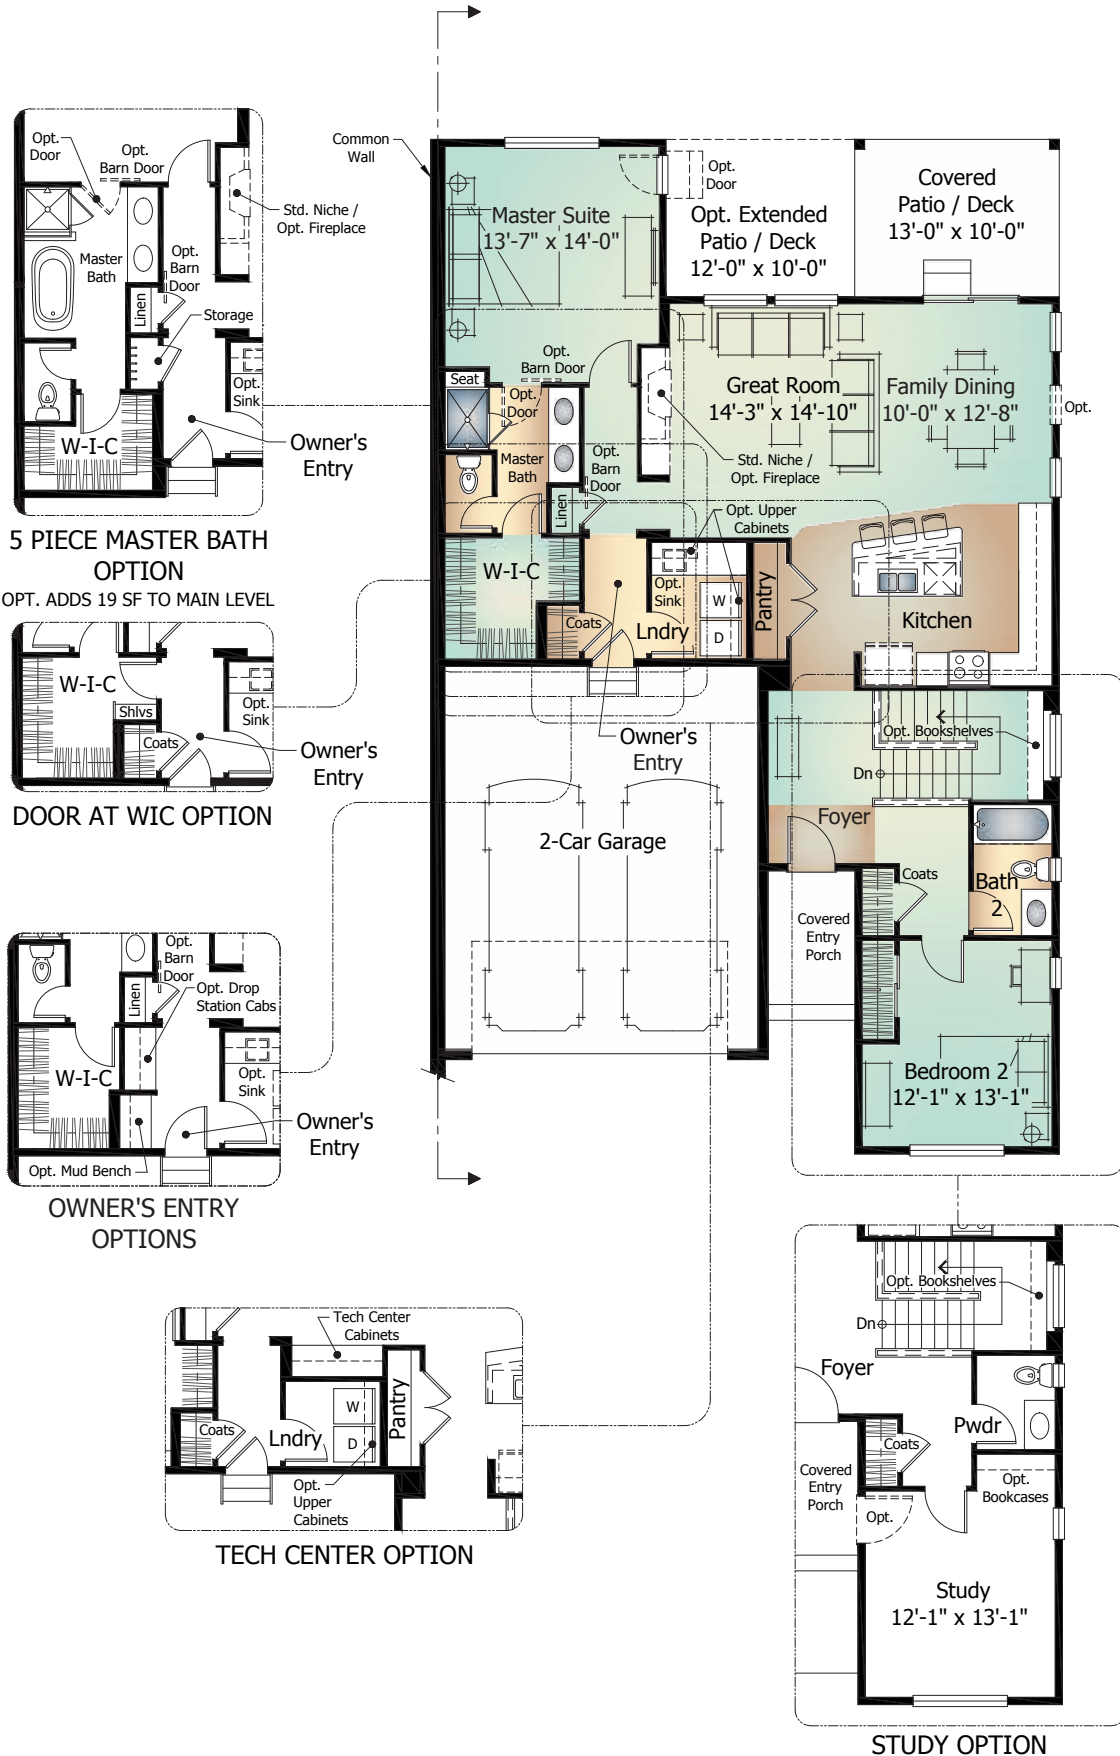 Opt.
Door
Opt.
Barn Door
Std. Niche /
Opt. Fireplace
Master
Bath
Opt.
Barn
Door
Linen
Storage
Opt.
Sink
W-I-C
Owner's
Entry
5 PIECE MASTER BATH
OPTION
OPT. ADDS 19 SF TO MAIN LEVEL
W-I-C
Shlvs
Coats
Opt.
Sink
Owner's
Entry
DOOR AT WIC OPTION
Opt.
Barn
Door
Linen
Opt. Drop
Station Cabs
W-I-C
Opt.
Sink
Owner's
Entry
Opt. Mud Bench
OWNER'S ENTRY
OPTIONS
Common
Wall
Master Suite
13'-7" x 14'-0"
Opt.
Door
Opt. Extended
Patio / Deck
12'-0" x 10'-0"
Covered
Patio / Deck
13'-0" x 10'-0"
Opt.
Barn Door
Seat
Opt.
Door
Master
Bath
Opt.
Barn
Door
Linen
Great Room
14'-3" x 14'-10"
Family Dining
10'-0" x 12'-8"
Opt.
Std. Niche /
Opt. Fireplace
Opt. Upper
Cabinets
W-I-C
Opt.
Sink
W
D
Coats
Lndry
Pantry
Kitchen
Owner's
Entry
Opt. Bookshelves
Dn
Foyer
2-Car Garage
Coats
Bath
2
Covered
Entry
Porch
Bedroom 2
12'-1" x 13'-1"
Tech Center
Cabinets
W
D
Coats
Lndry
Pantry
Opt.
Upper
Cabinets
TECH CENTER OPTION
Opt. Bookshelves
Dn
Foyer
Pwdr
Coats
Covered
Entry
Porch
Opt.
Opt.
Bookcases
Study
12'-1" x 13'-1"
STUDY OPTION